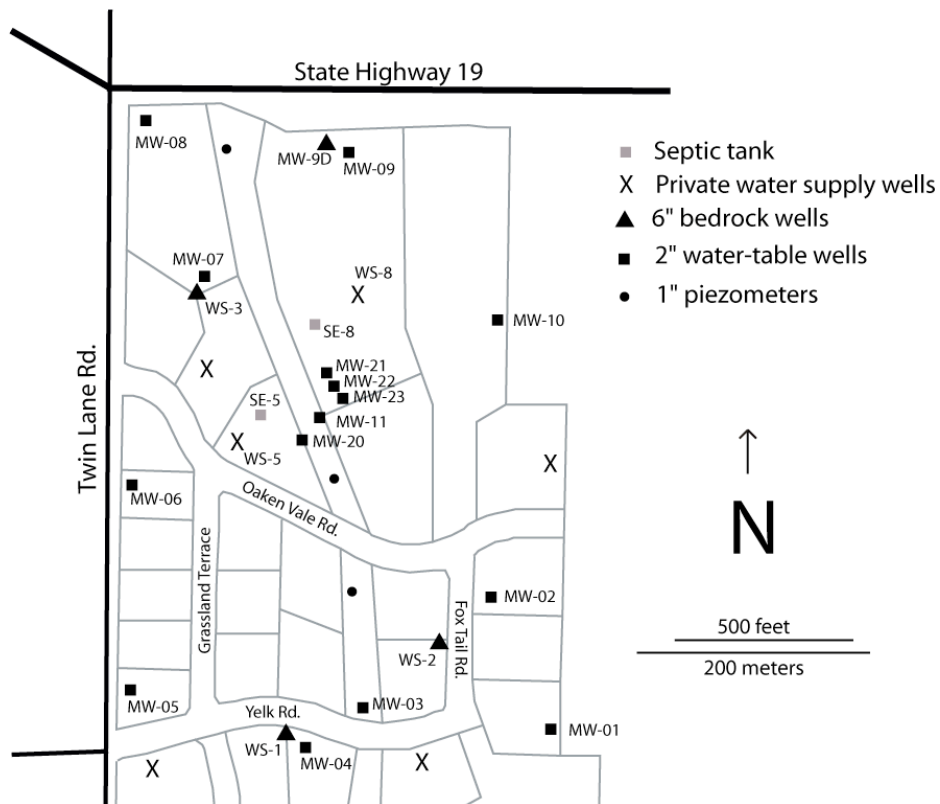 State Highway 19
MW-08
MW-9D
MW-09
Septic tank
X Private water supply wells
6" bedrock wells
2" water-table wells
1" piezometers
MW-07
WS-3
WS-8
X
SE-8
MW-10
Twin Lane Rd.
X
MW-21
MW-22
MW-23
SE-5
MW-11
MW-20
X
WS-5
X
MW-06
Oaken Vale Rd.
N
Grassland Terrace
MW-02
Fox Tail Rd.
500 feet
200 meters
WS-2
MW-05
MW-03
Yelk Rd.
MW-01
WS-1
MW-04
X
X